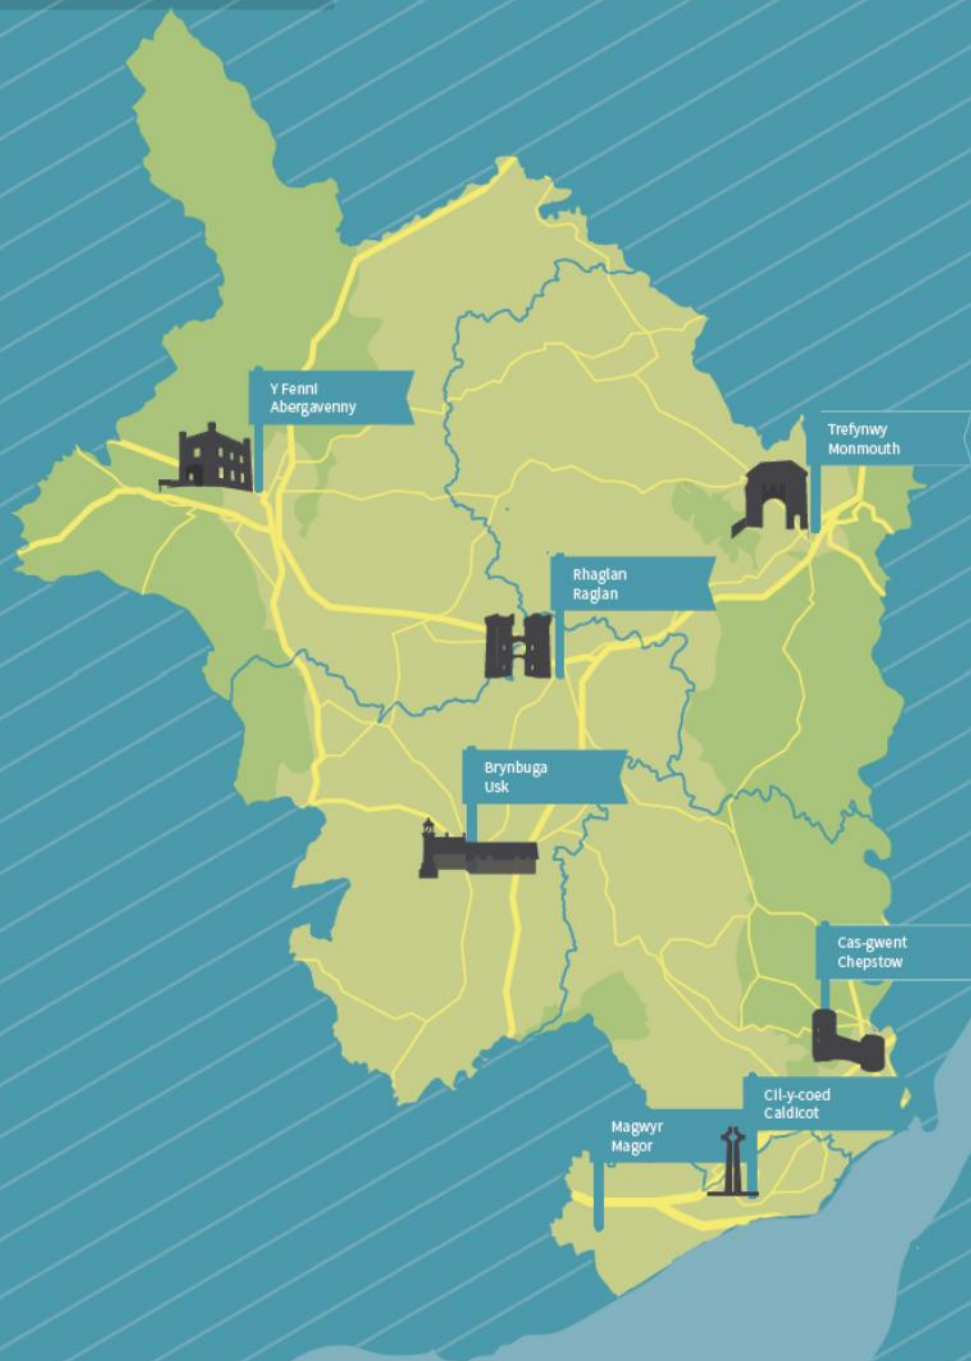 Y Fenni
Abergavenny
Trefynwy
Monmouth
Rhaglan
Raglan
Brynbuga
Usk
Cas-gwent
Chepstow
Cil-y-coed
Caldicot
Magwyr
Magor